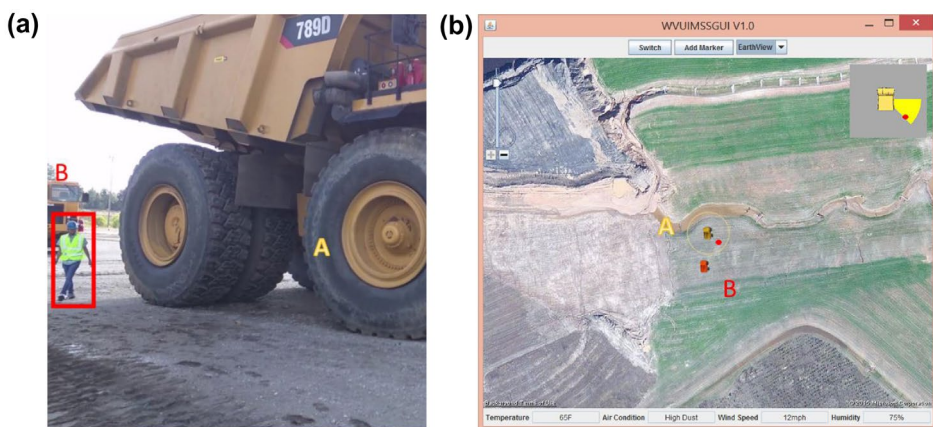 (a)
789D
B
A
(b)
WVUIMSSGUI V1.0
Switch
Add Marker
EarthView
A
B
Temperature
65F
Air Condition
High Dust
Wind Speed
12mph
Humidity
75%